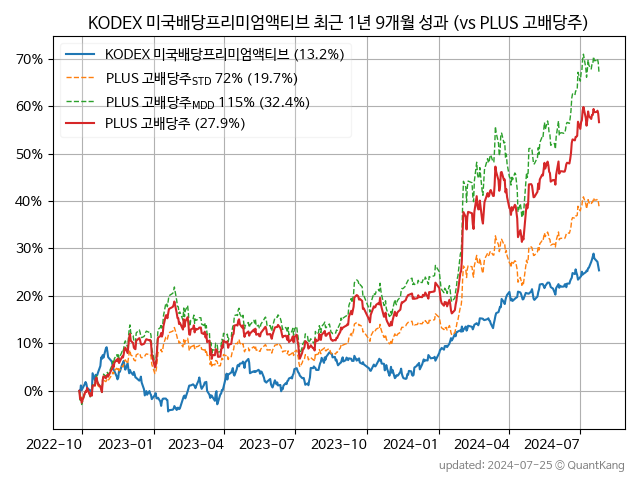 KODEX 미국배당프리미엄액티브 최근 1년 9개월 성과 (vs PLUS 고배당주)
KODEX 미국배당프리미엄액티브 (13.2%)
PLUS 고배당주STD 72% (19.7%)
PLUS 고배당주MDD 115% (32.4%)
PLUS 고배당주 (27.9%)
70%
60%
50%
40%
30%
20%
10%
0%
2022-10 2023-01 2023-04 2023-07 2023-10 2024-01 2024-04 2024-07
updated: 2024-07-25 © QuantKang